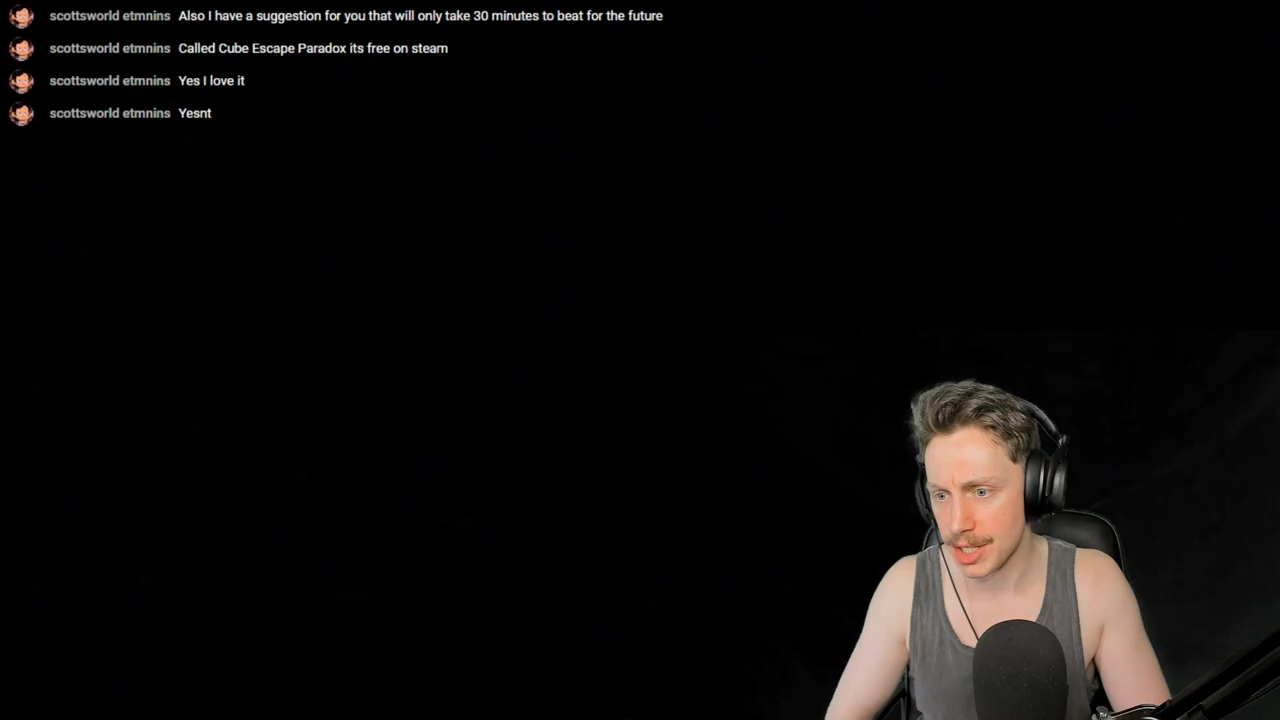 scottsworld etmnins Also I have a suggestion for you that will only take 30 minutes to beat for the future
scottsworld etmnins Called Cube Escape Paradox its free on steam
scottsworld etmnins Yes I love it
scottsworld etmnins Yesnt